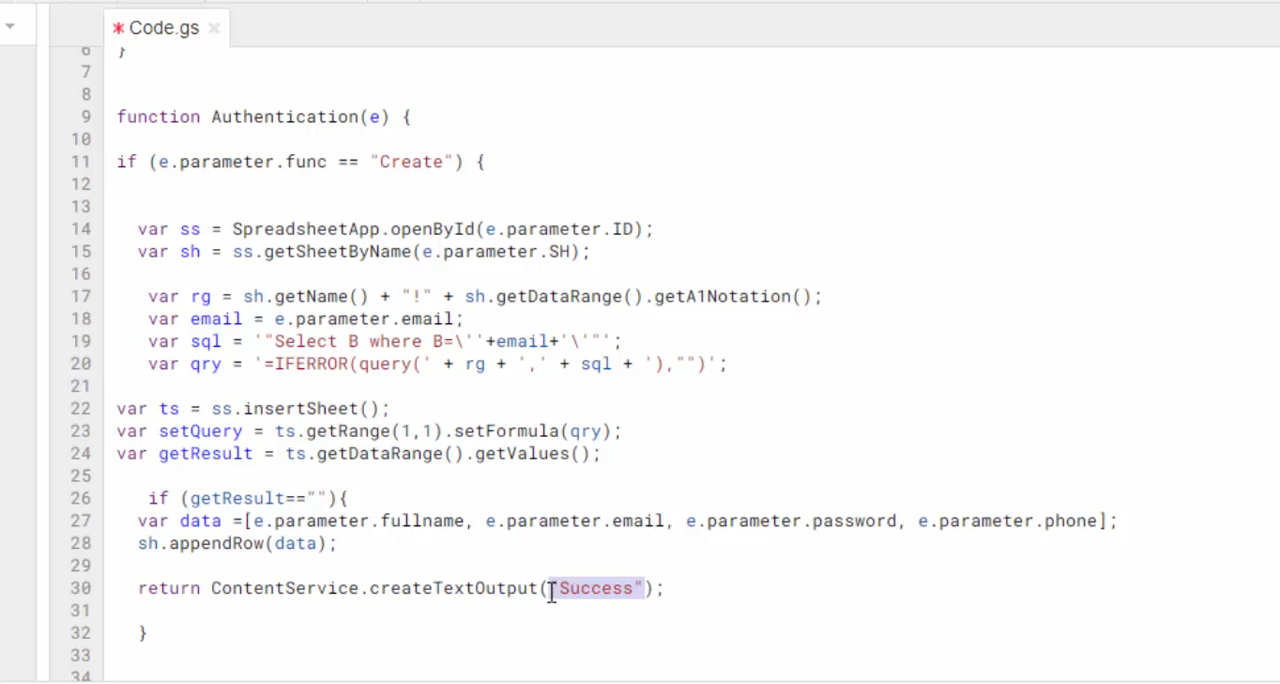 * Code.gs ×
6 }
7
8
9 function Authentication(e) {
10
11 if (e.parameter.func == "Create") {
12
13
14 var ss = SpreadsheetApp.openById(e.parameter.ID);
15 var sh = ss.getSheetByName(e.parameter.SH);
16
17 var rg = sh.getName() + "!" + sh.getDataRange().getA1Notation();
18 var email = e.parameter.email;
19 var sql = '"Select B where B=\''+email+'\'"';
20 var qry = '=IFERROR(query(' + rg + ',' + sql + '),"")';
21
22 var ts = ss.insertSheet();
23 var setQuery = ts.getRange(1,1).setFormula(qry);
24 var getResult = ts.getDataRange().getValues();
25
26 if (getResult==""){
27 var data =[e.parameter.fullname, e.parameter.email, e.parameter.password, e.parameter.phone];
28 sh.appendRow(data);
29
30 return ContentService.createTextOutput("Success");
31
32 }
33
34